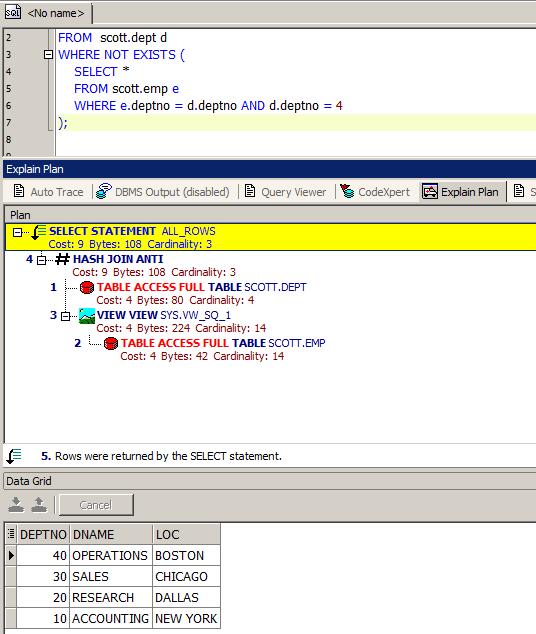 <No name>
2 FROM scott.dept d
3 WHERE NOT EXISTS (
4 SELECT *
5 FROM scott.emp e
6 WHERE e.deptno = d.deptno AND d.deptno = 4
7 );
8
9
Explain Plan
Auto Trace DBMS Output (disabled) Query Viewer CodeXpert Explain Plan S
Plan
SELECT STATEMENT ALL_ROWS
Cost: 9 Bytes: 108 Cardinality: 3
4 HASH JOIN ANTI
Cost: 9 Bytes: 108 Cardinality: 3
1 TABLE ACCESS FULL TABLE SCOTT.DEPT
Cost: 4 Bytes: 80 Cardinality: 4
3 VIEW VIEW SYS.VW_SQ_1
Cost: 4 Bytes: 224 Cardinality: 14
2 TABLE ACCESS FULL TABLE SCOTT.EMP
Cost: 4 Bytes: 42 Cardinality: 14
5. Rows were returned by the SELECT statement.
Data Grid
Cancel
DEPTNO DNAME LOC
40 OPERATIONS BOSTON
30 SALES CHICAGO
20 RESEARCH DALLAS
10 ACCOUNTING NEW YORK